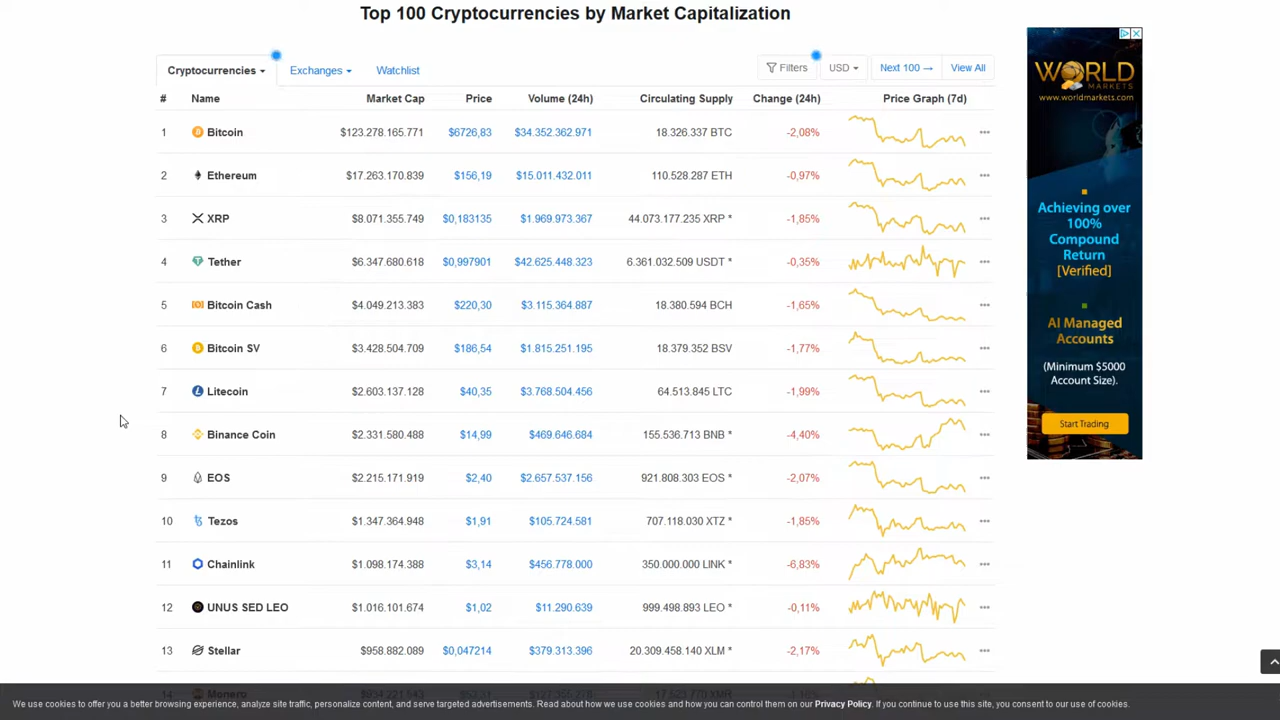 Top 100 Cryptocurrencies by Market Capitalization
Cryptocurrencies Exchanges Watchlist Filters USD Next 100 → View All
# Name Market Cap Price Volume (24h) Circulating Supply Change (24h) Price Graph (7d)
1 Bitcoin $123.278.165.771 $6726,83 $34.352.362.971 18.326.337 BTC -2,08%
2 Ethereum $17.263.170.839 $156,19 $15.011.432.011 110.528.287 ETH -0,97%
3 XRP $8.071.355.749 $0,183135 $1.969.973.367 44.073.177.235 XRP * -1,85%
4 Tether $6.347.680.618 $0,997901 $42.625.448.323 6.361.032.509 USDT * -0,35%
5 Bitcoin Cash $4.049.213.383 $220,30 $3.115.364.887 18.380.594 BCH -1,65%
6 Bitcoin SV $3.428.509.709 $186,54 $1.815.251.195 18.379.352 BSV -1,77%
7 Litecoin $2.603.137.128 $40,35 $3.768.504.456 64.513.845 LTC -1,99%
8 Binance Coin $2.331.580.488 $14,99 $469.646.684 155.536.713 BNB * -4,40%
9 EOS $2.215.171.919 $2,40 $2.657.537.156 921.808.303 EOS * -2,07%
10 Tezos $1.347.364.948 $1,91 $105.724.581 707.118.030 XTZ * -1,85%
11 Chainlink $1.098.174.388 $3,14 $456.778.000 350.000.000 LINK * -6,83%
12 UNUS SED LEO $1.016.101.674 $1,02 $11.290.639 999.498.893 LEO * -0,11%
13 Stellar $958.882.089 $0,047214 $379.313.396 20.309.458.140 XLM * -2,17%
14 Monero
We use cookies to offer you a better browsing experience, analyze site traffic, personalize content, and serve targeted advertisements. Read about how we use cookies and how you can control them on our Privacy Policy. If you continue to use this site, you consent to our use of cookies.
WORLD
MARKETS
www.worldmarkets.com
Achieving over
100%
Compound
Return
[Verified]
AI Managed
Accounts
(Minimum $5000
Account Size).
Start Trading